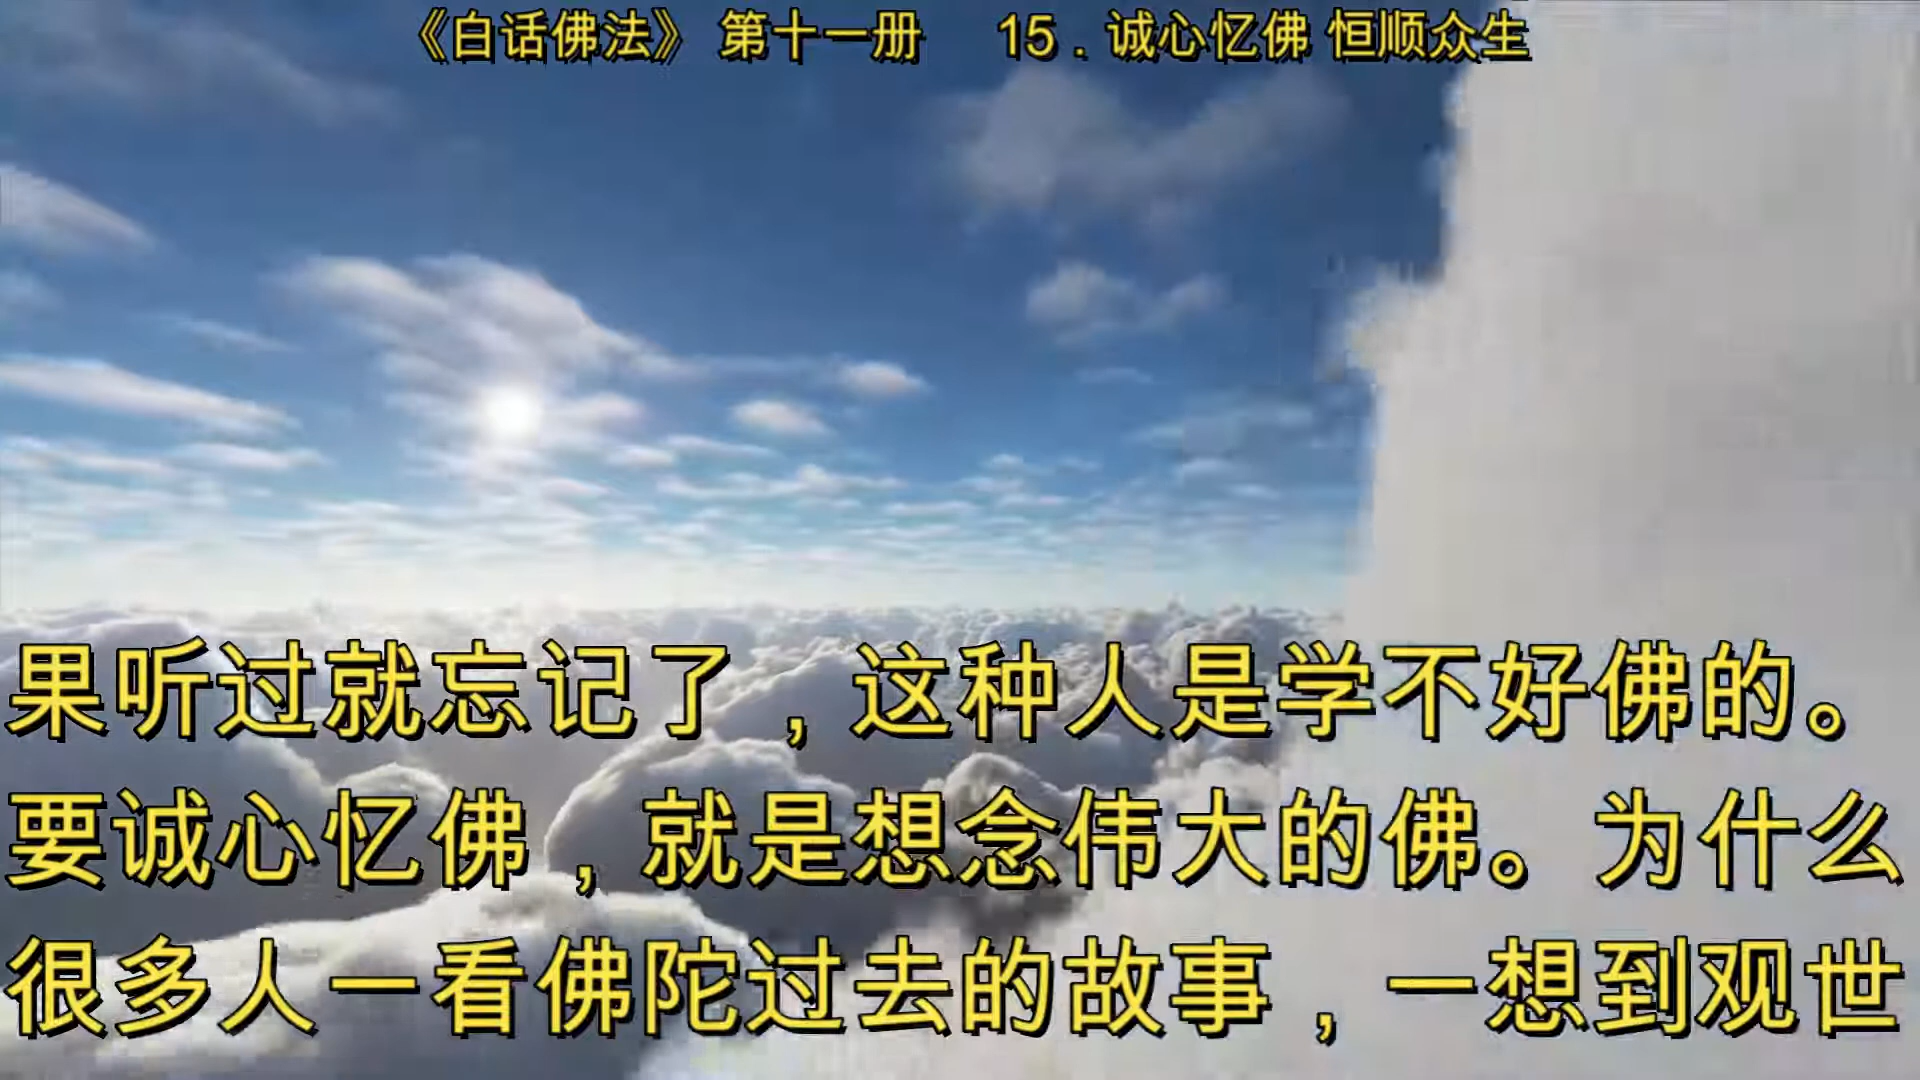 《白话佛法》 第十一册 15．诚心忆佛 恒顺众生
果听过就忘记了，这种人是学不好佛的。
要诚心忆佛，就是想念伟大的佛。为什么
很多人一看佛陀过去的故事，一想到观世